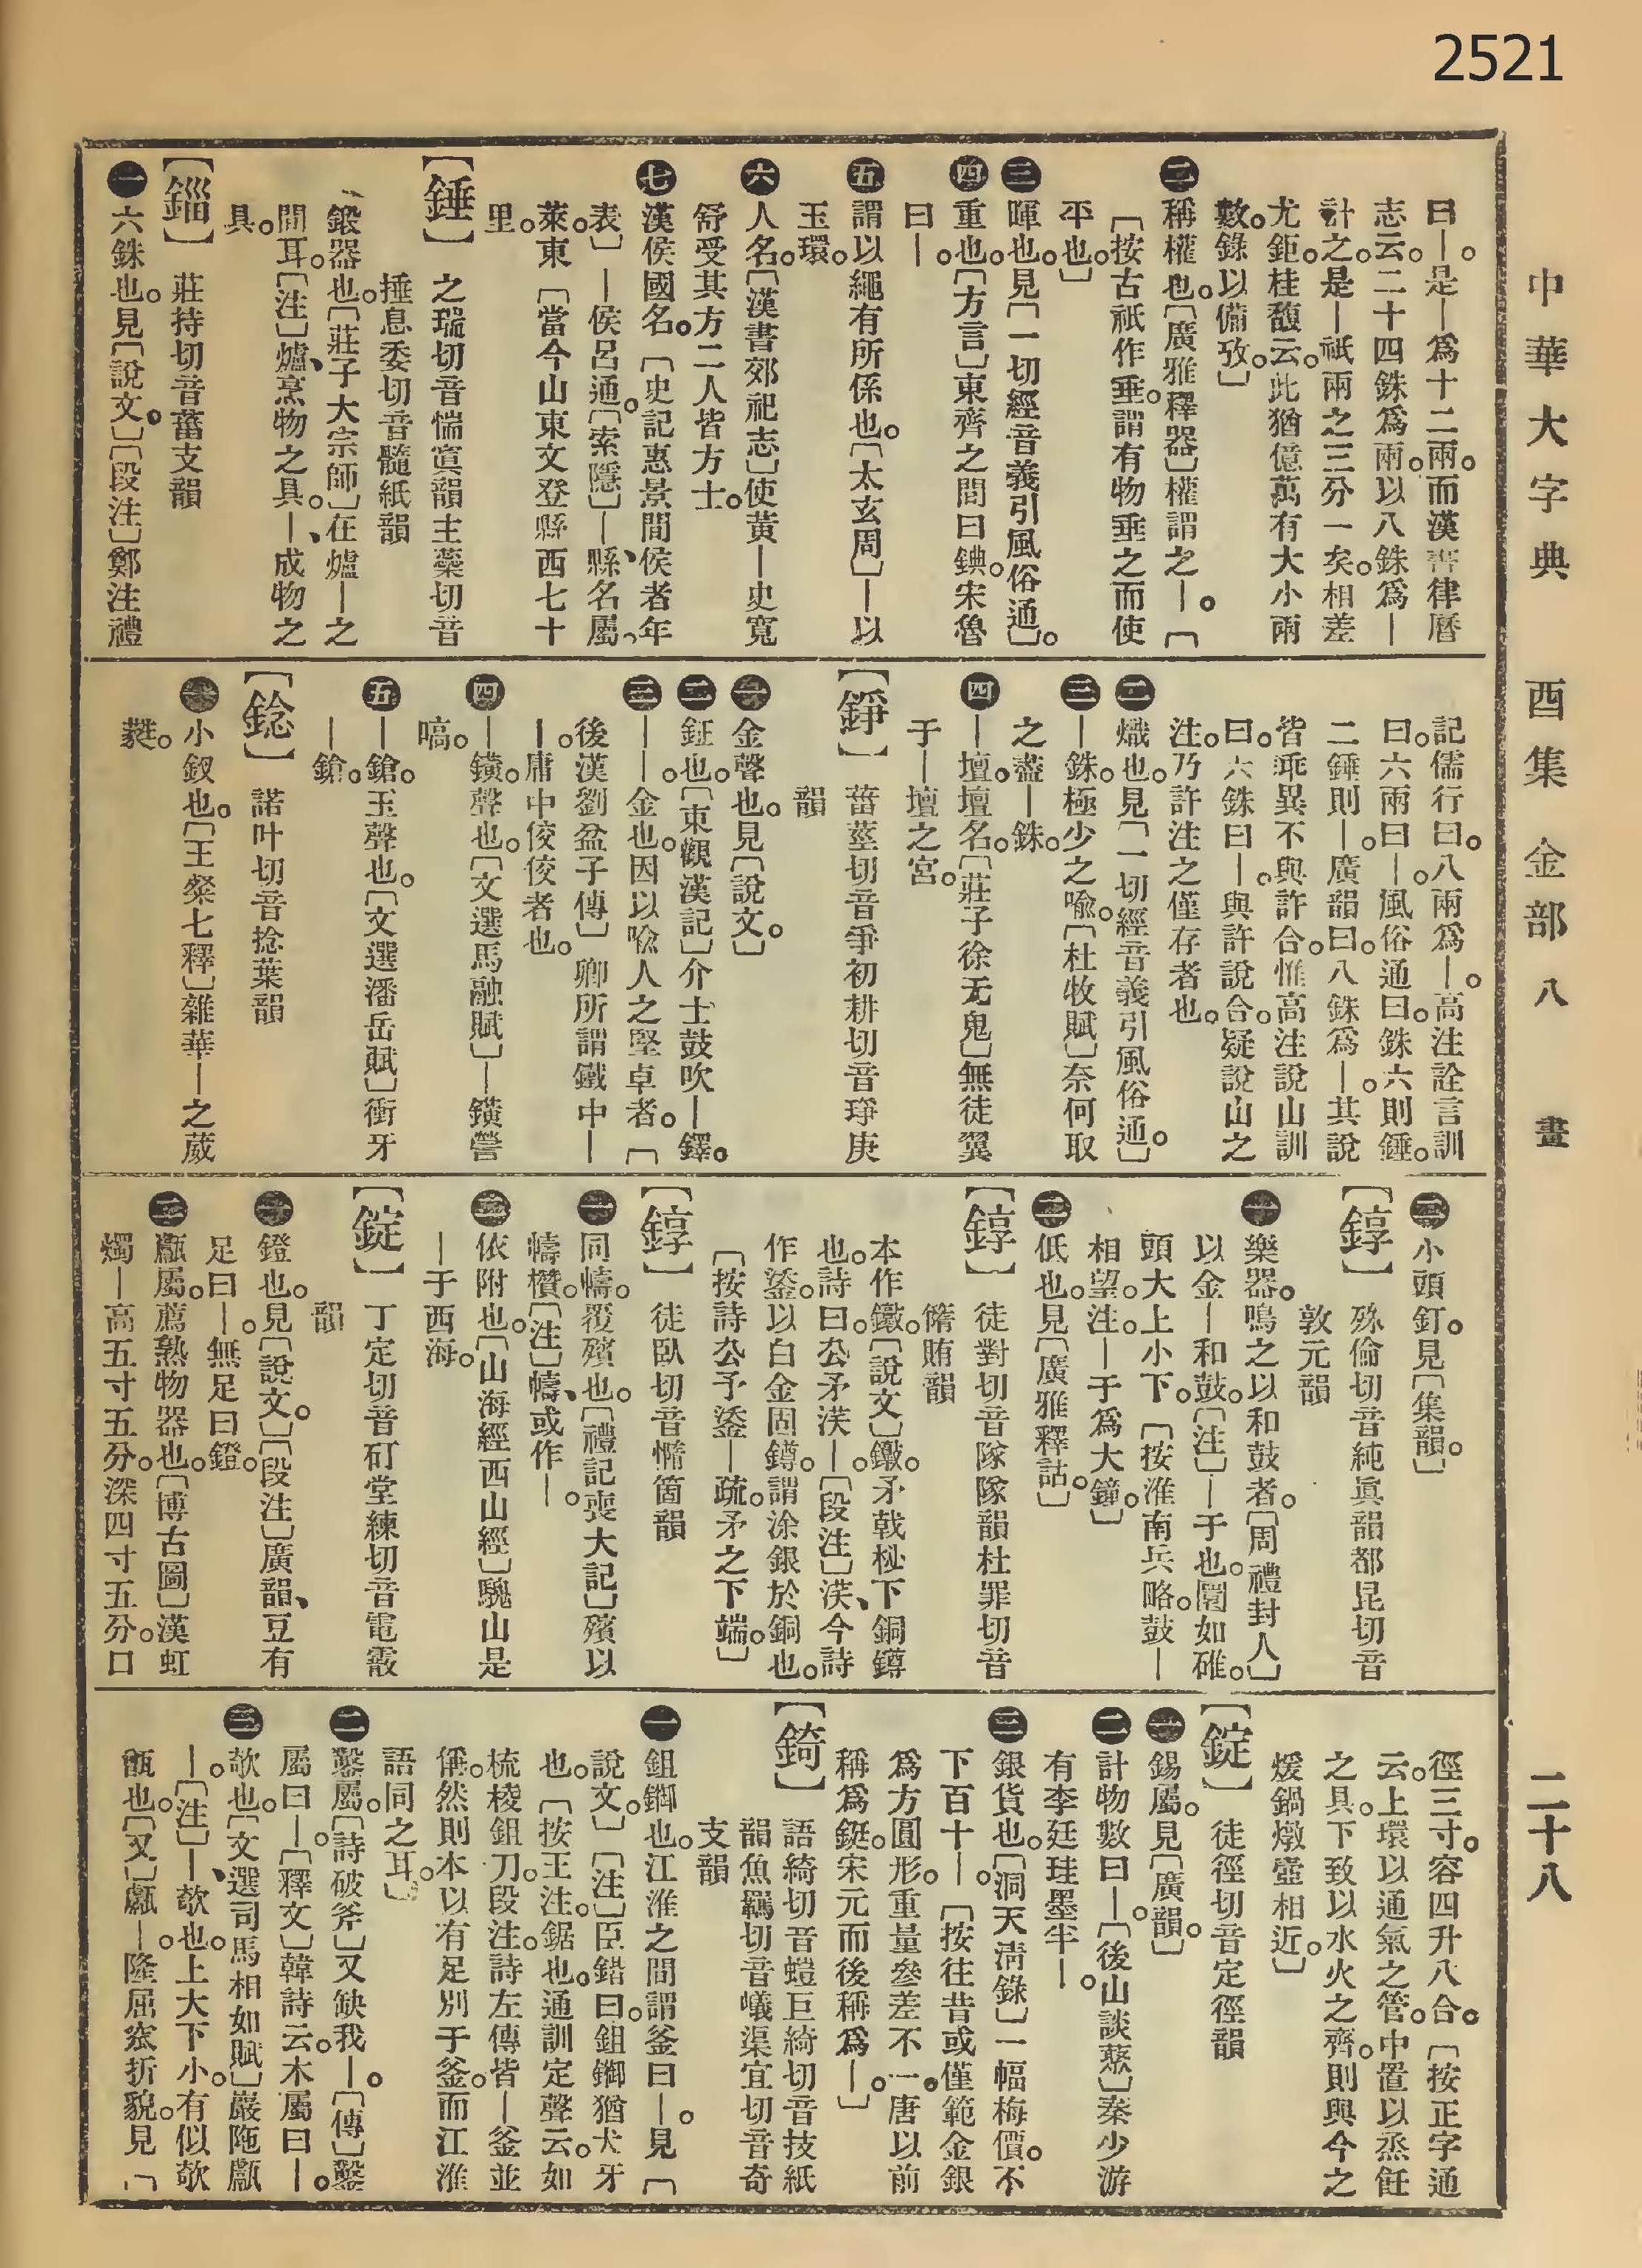 2521
中華大字典 酉集 金部 八 畫 二十八
曰。—是—爲十二兩。而漢書律曆
志云。二十四銖爲兩。以八銖爲—
計之。是—祇兩之三分一矣。相差
尤鉅。桂馥云。此猶億萬有大小兩
數。錄以備攷。〕
二稱權也。〔廣雅釋器〕權謂之—。〔
〔按古祇作垂。謂有物垂之而使
平也。〕
三暉也。見〔一切經音義引風俗通〕。
四重也。〔方言〕東齊之間曰錪。宋魯
曰—。
五謂以繩有所係也。〔太玄周〕—以
玉環。
六人名。〔漢書郊祀志〕使黃—史寬
舒受其方。二人皆方士。
七漢侯國名。〔史記惠景間侯者年
表〕—侯呂通。〔索隱〕—縣名、屬
萊東。〔當今山東文登縣西七十
里。
【錘】之瑞切音惴寘韻主蘂切音
捶息委切音髓紙韻
鍛器也。〔莊子大宗師〕在爐—之
間耳。〔注〕爐、烹物之具。—、成物之
具。
【錙】莊持切音菑支韻
一六銖也。見〔說文。〕〔段注〕鄭注禮
記儒行曰。八兩爲—。高注詮言訓
曰。六兩曰—。風俗通曰。銖六則錘。
二錘則—。廣韻曰。八銖爲—。其說
皆乖異不與許合。惟高注說山訓
曰。六銖曰—。與許說合。疑說山之
注。乃許注之僅存者也。
二熾也。見〔一切經音義引風俗通〕。
三—銖。極少之喩。〔杜牧賦〕奈何取
之盡—銖。
四—壇。壇名。〔莊子徐无鬼〕無徒翼
于—壇之宮。
【錚】菑莖切音爭初耕切音琤庚
韻
一金聲也。見〔說文。〕
二鉦也。〔東觀漢記〕介士鼓吹—鐸。
三——。金也。因以喩人之堅卓者。〔
後漢劉盆子傳〕卿所謂鐵中—
—。庸中佼佼者也。
四—鐄。聲也。〔文選馬融賦〕—鐄謍
嗃。
五—鎗。玉聲也。〔文選潘岳賦〕衝牙
—鎗。
【錜】諾叶切音捻葉韻
一小釵也。〔王粲七釋〕雜華—之葳
蕤。
二小頭釘。見〔集韻。〕
【錞】殊倫切音純眞韻都昆切音
敦元韻
一樂器。鳴之以和鼓者。〔周禮封人〕
以金—和鼓。〔注〕—于也。圜如碓。
頭大上小下。〔按淮南兵略。鼓—
相望。注。—于爲大鐘。〕
二低也。見〔廣雅釋詁。〕
【錞】徒對切音隊隊韻杜罪切音
㠢賄韻
本作鐓。〔說文〕鐓。矛戟柲下銅鐏
也。詩曰。厹矛渶—。〔段注〕渶、今詩
作鋈。以白金固鐏。謂涂銀於銅也。
〔按詩厹矛鋈—。疏。矛之下端。〕
【錞】徒臥切音惰箇韻
一同幬。覆殯也。〔禮記喪大記〕殯以
幬欑。〔注〕幬、或作—。
二依附也。〔山海經西山經〕騩山是
—于西海。
【錠】丁定切音矴堂練切音電霰
韻
一鐙也。見〔說文。〕〔段注〕廣韻、豆有
足曰—。無足曰鐙。
二甗屬。薦熟物器也。〔博古圖〕漢虹
燭—高五寸五分。深四寸五分。口
徑三寸。容四升八合。〔按正字通
云。上環以通氣之管。中置以蒸飪
之具。下致以水火之齊。則與今之
煖鍋燉壺相近。〕
【錠】徒徑切音定徑韻
一錫屬。見〔廣韻。〕
二計物數曰—。〔後山談藂〕秦少游
有李廷珪墨半—。
三銀貨也。〔洞天淸錄〕一幅梅價。不
下百十—。〔按往昔或僅範金銀
爲方圓形。重量參差不一。唐以前
稱爲鋌。宋元而後稱爲—。〕
【錡】語綺切音螘巨綺切音技紙
韻魚羈切音㠖渠宜切音奇
支韻
一鉏鋤也。江淮之間謂釜曰—。見〔
說文。〕〔注〕臣鍇曰。鉏鋤猶犬牙
也。〔按王注。鋸也。通訓定聲云。如
梳棱鉏刀。段注。詩左傳皆—釜並
偁。然則本以有足別于釜。而江淮
語同之耳。〕
二鑿屬。〔詩破斧〕又缺我—。〔傳〕鑿
屬曰—。〔釋文〕韓詩云。木屬曰—。
三欹也。〔文選司馬相如賦〕巖陁甗
—。〔注〕—、欹也。上大下小。有似欹
甑也。〔又〕甗—。隆屈窊折貌。見〔